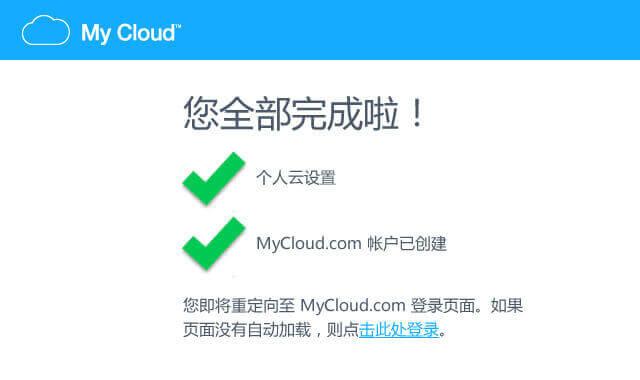 My Cloud™
您全部完成啦！
个人云设置
MyCloud.com 帐户已创建
您即将重定向至 MyCloud.com 登录页面。如果
页面没有自动加载，则点击此处登录。